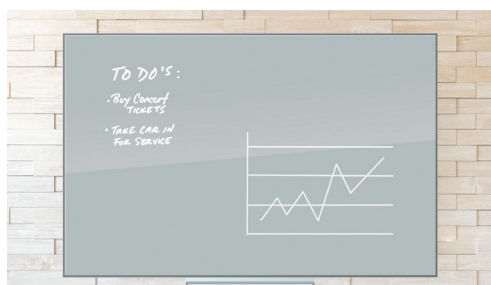 TO DO'S:
• Buy Concert
TICKETS
• TAKE CAR IN
FOR SERVICE